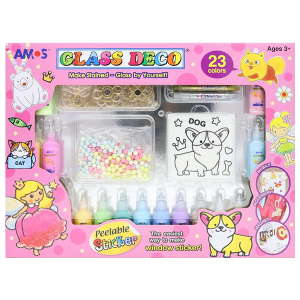 AMOS
GLASS DECO
Make Stained - Glass by Yourself!
23
colors
Ages 3+
DOG
CAT
Peelable
Sticker
The easiest
way to make
window sticker!